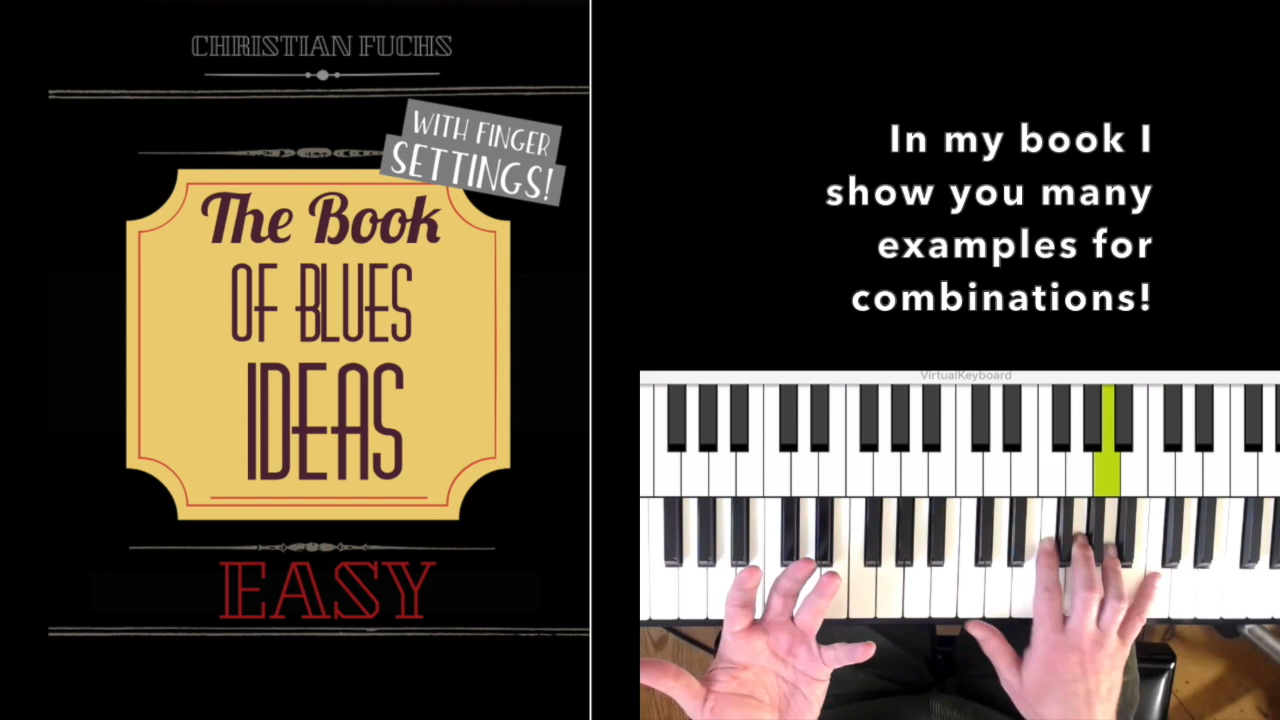 CHRISTIAN FUCHS
WITH FINGER
SETTINGS!
The Book
OF BLUES
IDEAS
EASY
In my book I
show you many
examples for
combinations!
VirtualKeyboard